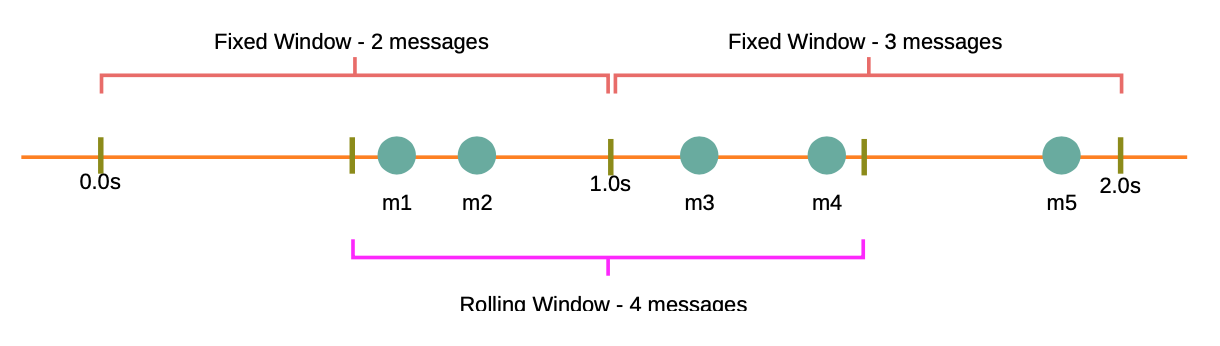 Fixed Window - 2 messages
Fixed Window - 3 messages
0.0s
1.0s
2.0s
m1
m2
m3
m4
m5
Rolling Window - 4 messages